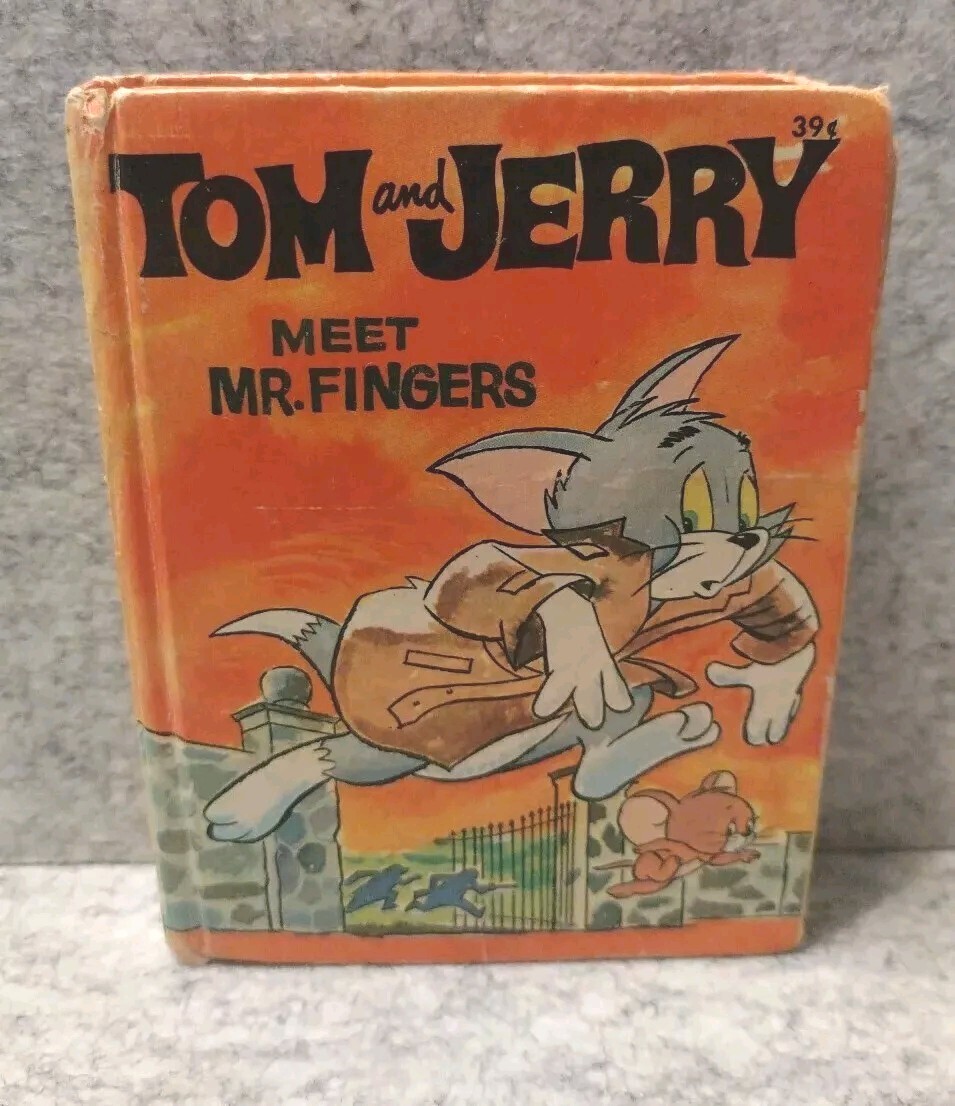 39¢
TOM and JERRY
MEET
MR. FINGERS